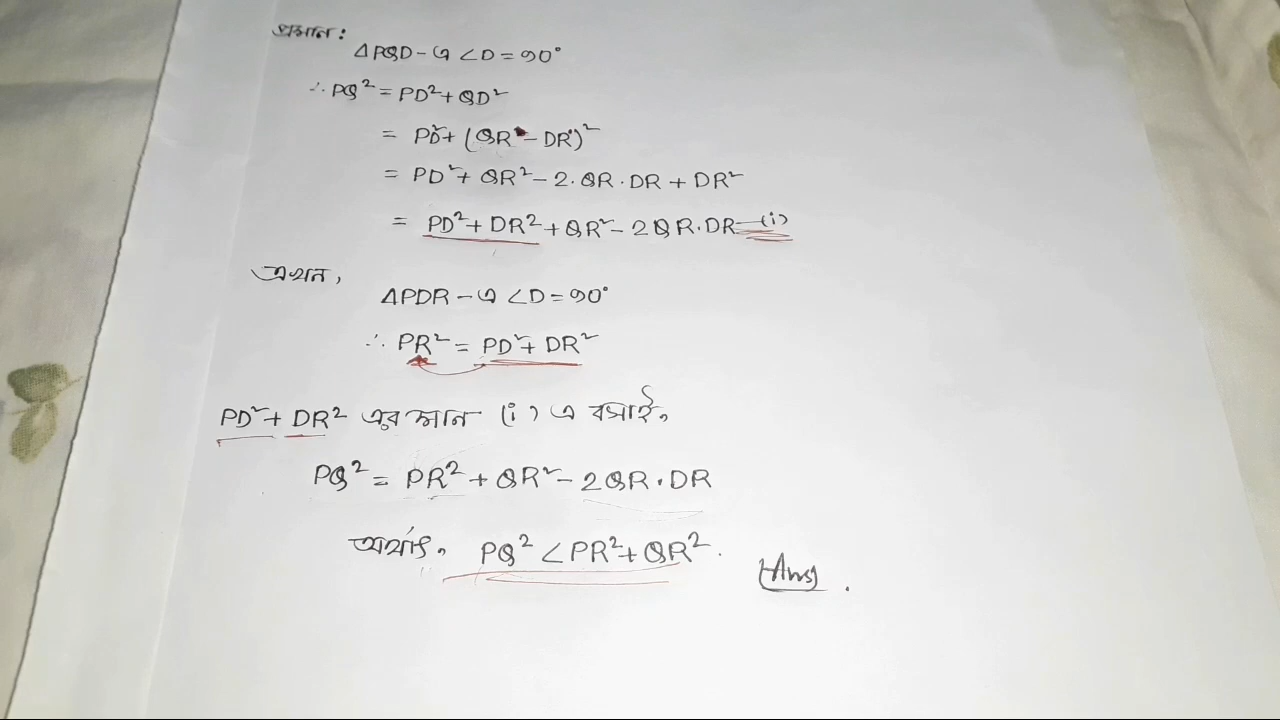 প্রমান:
ΔPQD-এ ∠D=90°
∴ PQ² = PD²+QD²
= PD²+(QR-DR)²
= PD²+QR²-2.QR.DR+DR²
= PD²+DR²+QR²-2QR.DR—(i)
এখন,
ΔPDR-এ ∠D=90°
∴ PR² = PD²+DR²
PD²+DR² এর মান (i) এ বসাই,
PQ² = PR²+QR²-2QR.DR
অর্থাৎ, PQ²<PR²+QR².
(Ans).